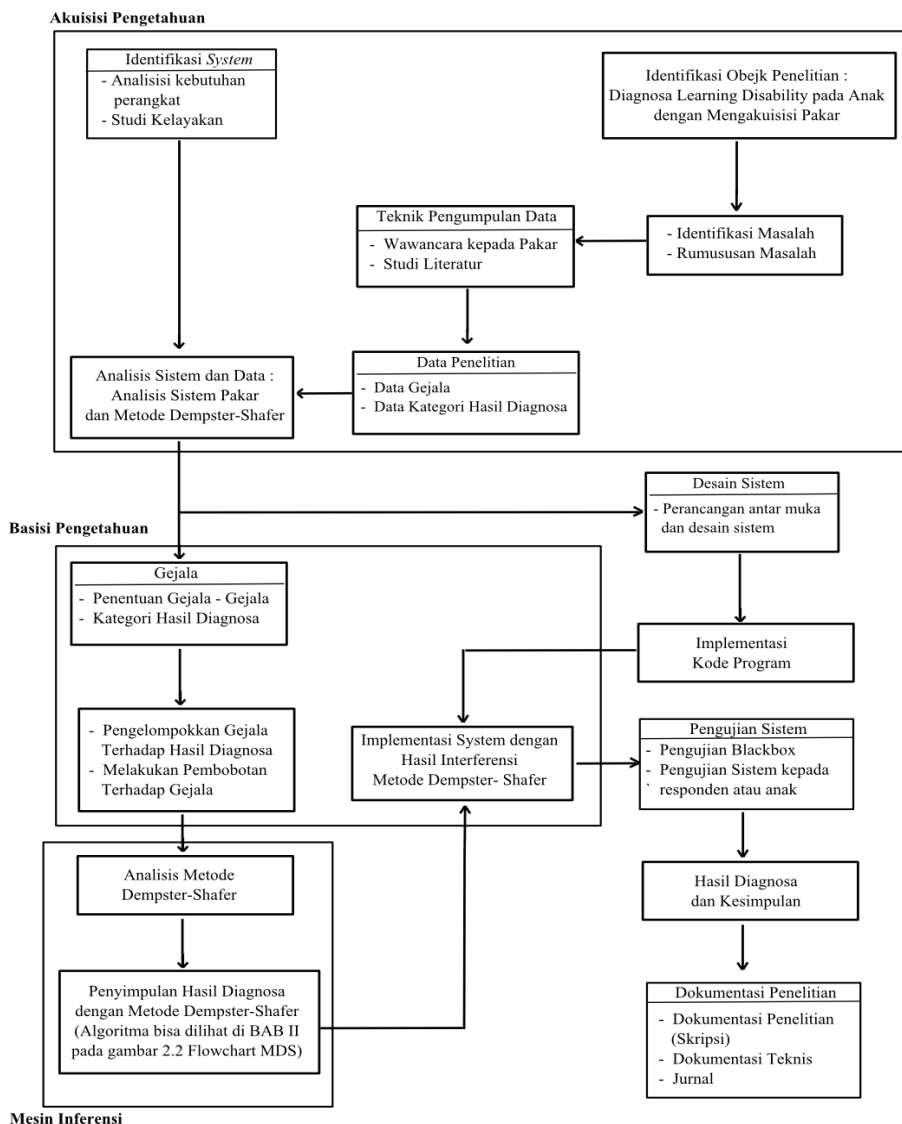 Akuisisi Pengetahuan
Identifikasi System
- Analisisi kebutuhan
perangkat
- Studi Kelayakan
Identifikasi Obejk Penelitian :
Diagnosa Learning Disability pada Anak
dengan Mengakuisisi Pakar
Teknik Pengumpulan Data
- Wawancara kepada Pakar
- Studi Literatur
- Identifikasi Masalah
- Rumususan Masalah
Analisis Sistem dan Data :
Analisis Sistem Pakar
dan Metode Dempster-Shafer
Data Penelitian
- Data Gejala
- Data Kategori Hasil Diagnosa
Desain Sistem
- Perancangan antar muka
dan desain sistem
Basisi Pengetahuan
Gejala
- Penentuan Gejala - Gejala
- Kategori Hasil Diagnosa
Implementasi
Kode Program
- Pengelompokkan Gejala
Terhadap Hasil Diagnosa
- Melakukan Pembobotan
Terhadap Gejala
Implementasi System dengan
Hasil Interferensi
Metode Dempster- Shafer
Pengujian Sistem
- Pengujian Blackbox
- Pengujian Sistem kepada
` responden atau anak
Analisis Metode
Dempster-Shafer
Hasil Diagnosa
dan Kesimpulan
Penyimpulan Hasil Diagnosa
dengan Metode Dempster-Shafer
(Algoritma bisa dilihat di BAB II
pada gambar 2.2 Flowchart MDS)
Dokumentasi Penelitian
- Dokumentasi Penelitian
(Skripsi)
- Dokumentasi Teknis
- Jurnal
Mesin Inferensi